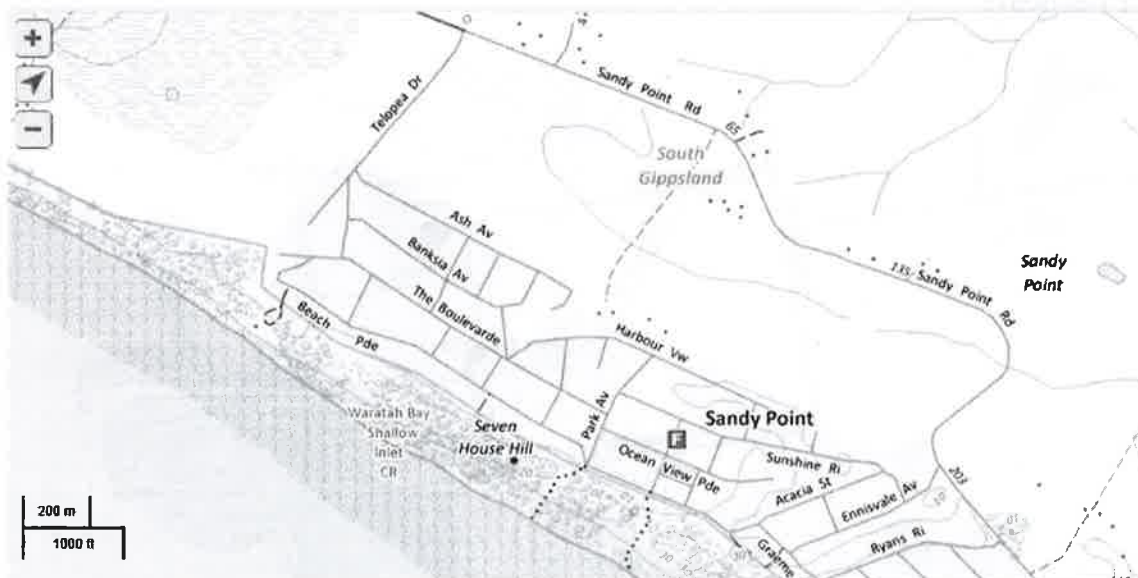 +
−
Telopea Dr
Sandy Point Rd
65
South
Gippsland
Ash Av
Banksia Av
The Boulevarde
Beach Pde
Harbour Vw
135
Sandy Point Rd
Sandy
Point
Waratah Bay
Shallow
Inlet
CR
Seven
House Hill
Park Av
Sandy Point
Ocean View Pde
Sunshine Ri
Acacia St
Ennisvale Av
Ryans Ri
Graeme
203
10
10
200 m
1000 ft